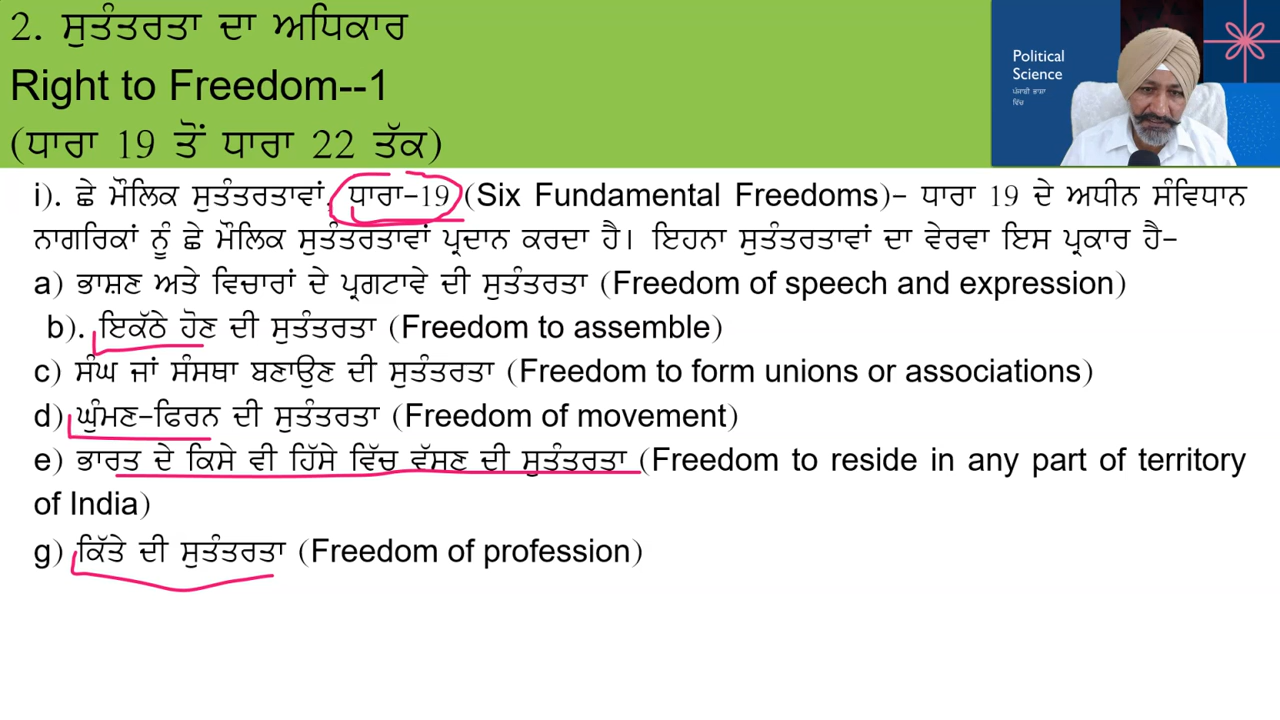 2. ਸੁਤੰਤਰਤਾ ਦਾ ਅਧਿਕਾਰ
Right to Freedom--1
(ਧਾਰਾ 19 ਤੋਂ ਧਾਰਾ 22 ਤੱਕ)
Political
Science
ਪੰਜਾਬੀ ਭਾਸ਼ਾ
ਵਿੱਚ
i). ਛੇ ਮੌਲਿਕ ਸੁਤੰਤਰਤਾਵਾਂ, ਧਾਰਾ-19 (Six Fundamental Freedoms)- ਧਾਰਾ 19 ਦੇ ਅਧੀਨ ਸੰਵਿਧਾਨ
ਨਾਗਰਿਕਾਂ ਨੂੰ ਛੇ ਮੌਲਿਕ ਸੁਤੰਤਰਤਾਵਾਂ ਪ੍ਰਦਾਨ ਕਰਦਾ ਹੈ। ਇਹਨਾ ਸੁਤੰਤਰਤਾਵਾਂ ਦਾ ਵੇਰਵਾ ਇਸ ਪ੍ਰਕਾਰ ਹੈ-
a) ਭਾਸ਼ਣ ਅਤੇ ਵਿਚਾਰਾਂ ਦੇ ਪ੍ਰਗਟਾਵੇ ਦੀ ਸੁਤੰਤਰਤਾ (Freedom of speech and expression)
b). ਇਕੱਠੇ ਹੋਣ ਦੀ ਸੁਤੰਤਰਤਾ (Freedom to assemble)
c) ਸੰਘ ਜਾਂ ਸੰਸਥਾ ਬਣਾਉਣ ਦੀ ਸੁਤੰਤਰਤਾ (Freedom to form unions or associations)
d) ਘੁੰਮਣ-ਫਿਰਨ ਦੀ ਸੁਤੰਤਰਤਾ (Freedom of movement)
e) ਭਾਰਤ ਦੇ ਕਿਸੇ ਵੀ ਹਿੱਸੇ ਵਿੱਚ ਵੱਸਣ ਦੀ ਸੁਤੰਤਰਤਾ (Freedom to reside in any part of territory
of India)
g) ਕਿੱਤੇ ਦੀ ਸੁਤੰਤਰਤਾ (Freedom of profession)